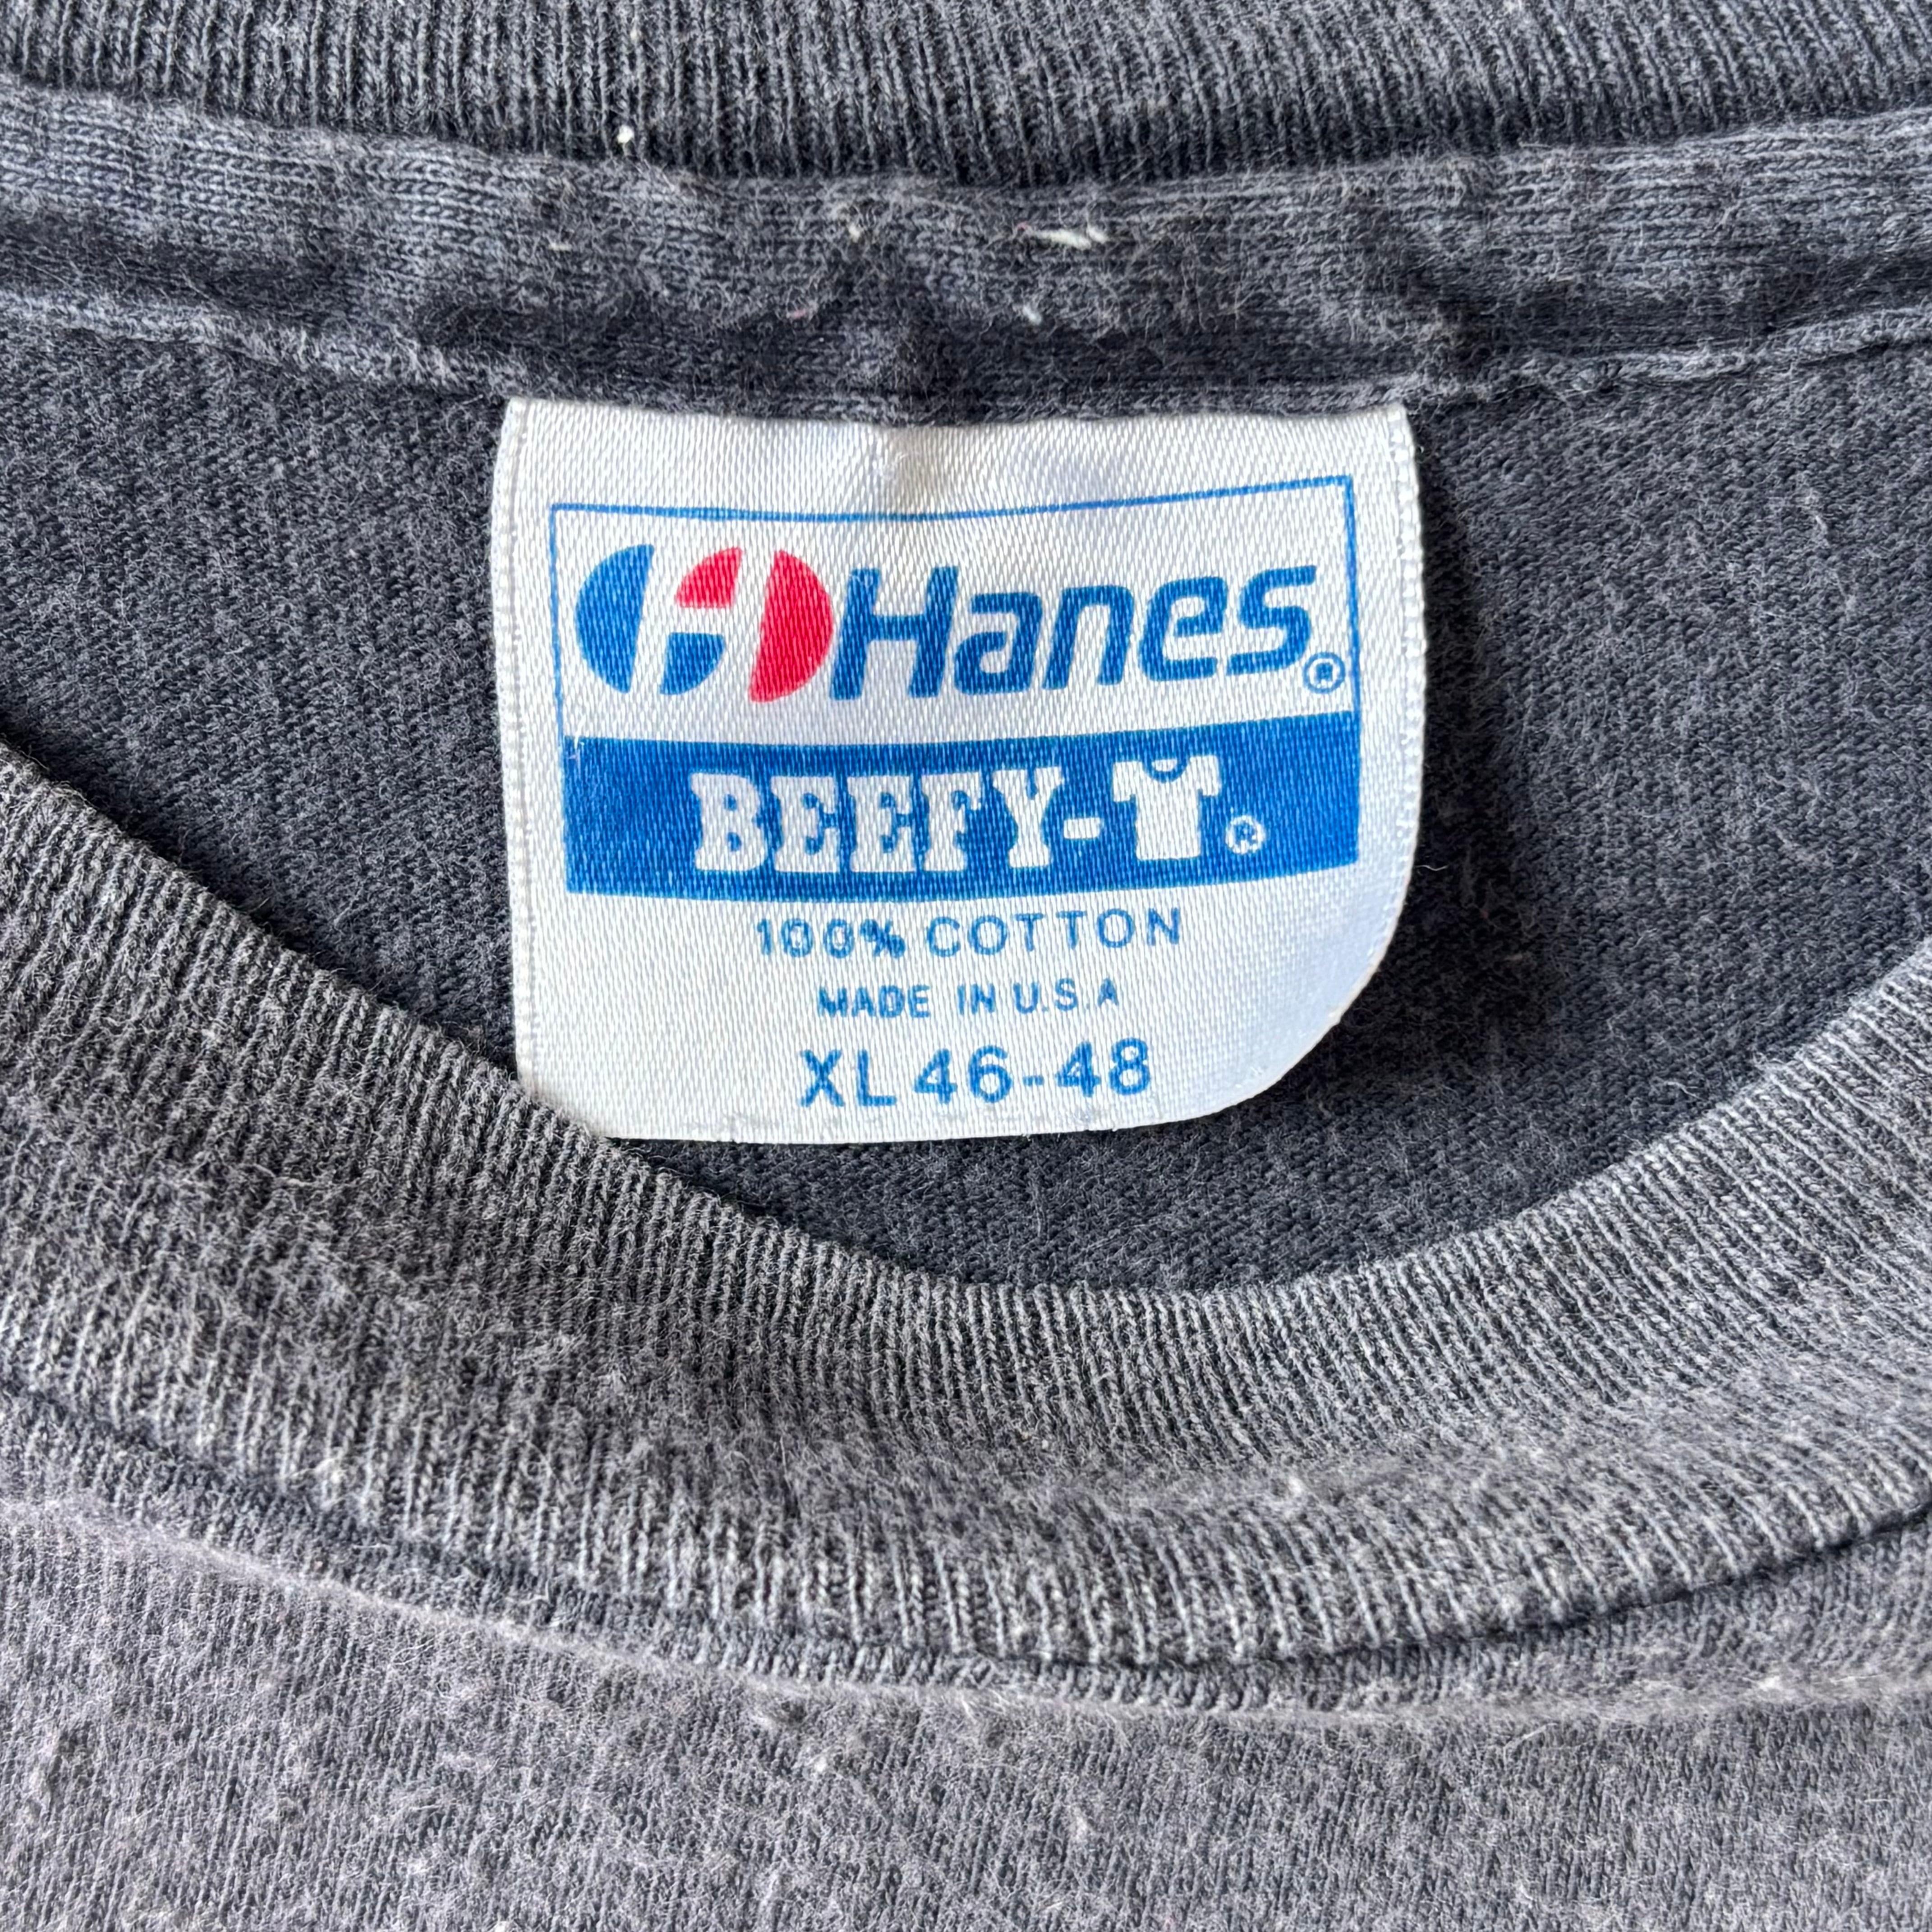 Hanes®
BEEFY-T®
100% COTTON
MADE IN U.S.A
XL 46-48